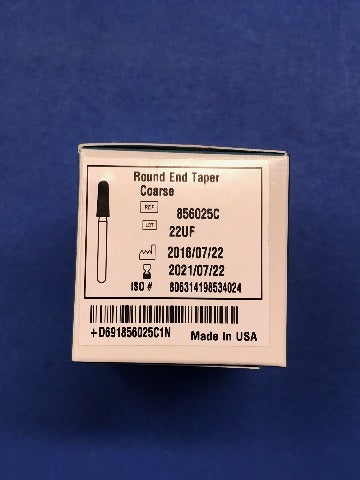 Round End Taper
Coarse
REF 856025C
LOT 22UF
2016/07/22
2021/07/22
ISO # 806314198534024
+D691856025C1N Made In USA